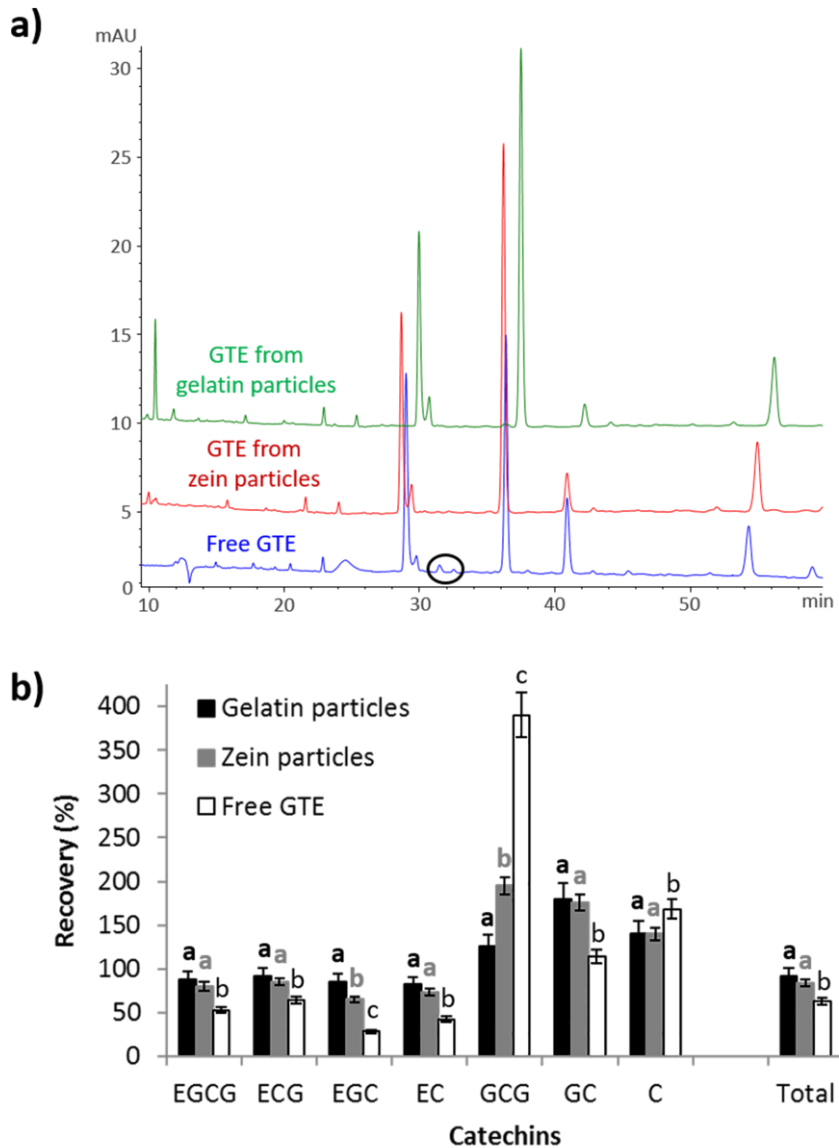 a)
mAU
30
25
20
15
10
5
0
GTE from
gelatin particles
GTE from
zein particles
Free GTE
10 20 30 40 50 min
b)
Recovery (%)
400
350
300
250
200
150
100
50
0
Gelatin particles
Zein particles
Free GTE
a a b
a a b
a b c
a a b
a b c
a a b
a a b
a a b
EGCG ECG EGC EC GCG GC C Total
Catechins